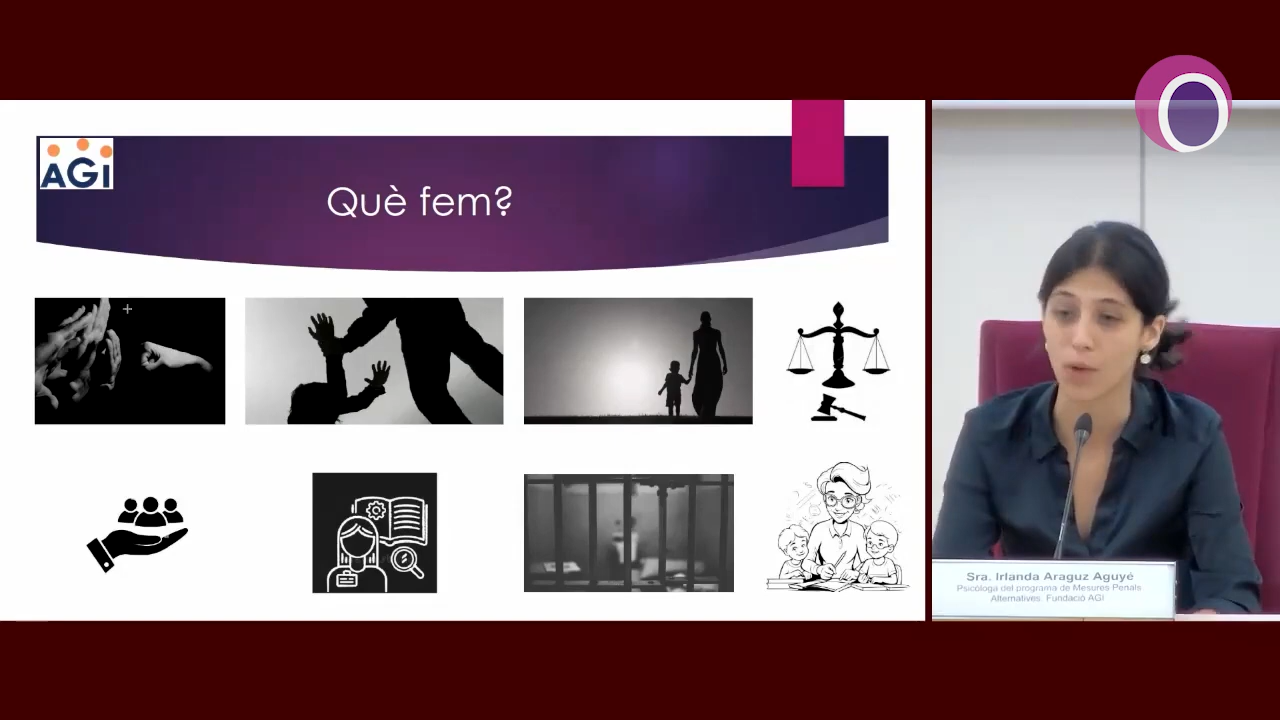 AGI
Què fem?
Sra. Irlanda Araguz Aguyé
Psicòloga del programa de Mesures Penals
Alternatives. Fundació AGI